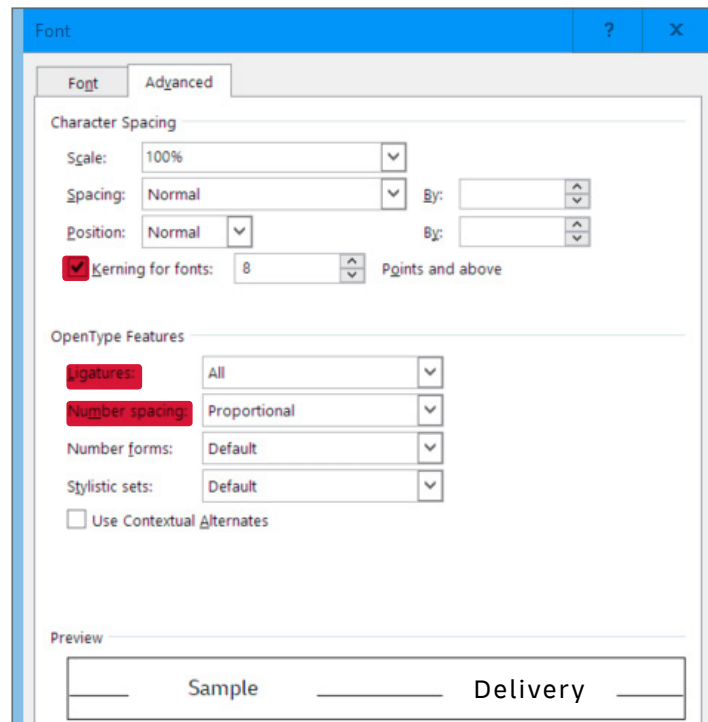 Font ? x
Font Advanced
Character Spacing
Scale: 100%
Spacing: Normal By:
Position: Normal By:
Kerning for fonts: 8 Points and above
OpenType Features
Ligatures: All
Number spacing: Proportional
Number forms: Default
Stylistic sets: Default
Use Contextual Alternates
Preview
Sample Delivery